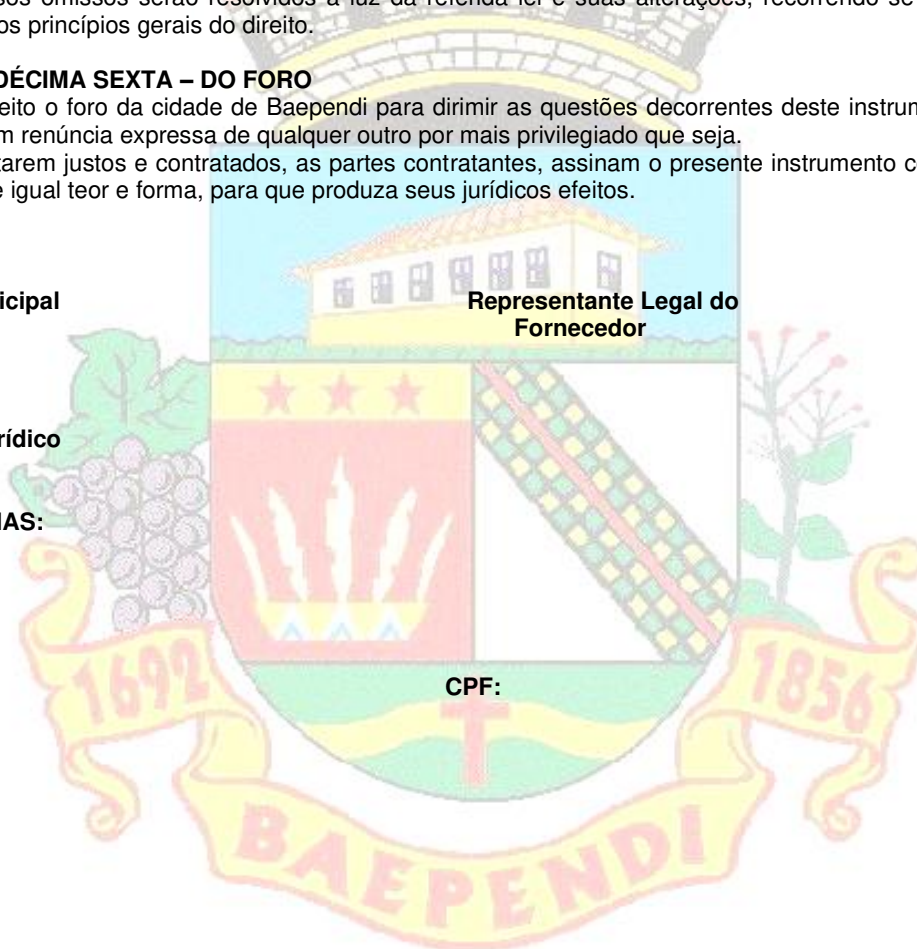 sos omissos serão resolvidos à luz da referida lei e suas alterações, recorrendo se
os princípios gerais do direito.
DÉCIMA SEXTA – DO FORO
eito o foro da cidade de Baependi para dirimir as questões decorrentes deste instrum
m renúncia expressa de qualquer outro por mais privilegiado que seja.
tarem justos e contratados, as partes contratantes, assinam o presente instrumento c
e igual teor e forma, para que produza seus jurídicos efeitos.
icipal
Representante Legal do
Fornecedor
rídico
HAS:
CPF:
1692
1856
BAEPENDI